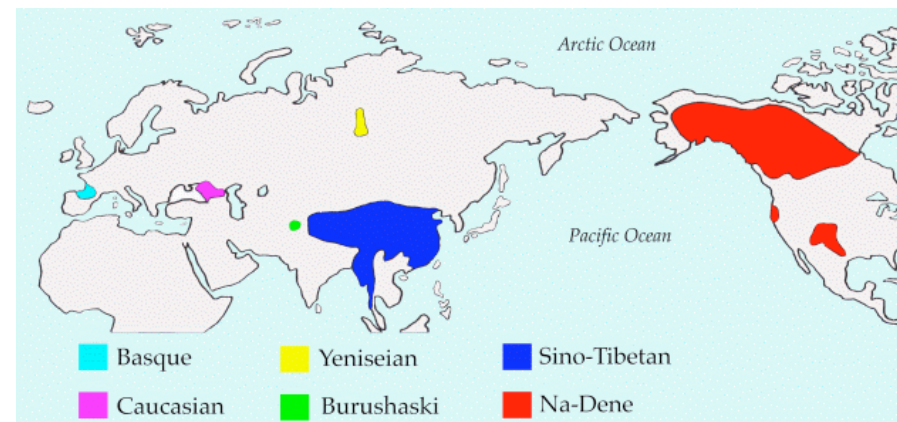 Arctic Ocean
Pacific Ocean
Basque
Yeniseian
Sino-Tibetan
Caucasian
Burushaski
Na-Dene